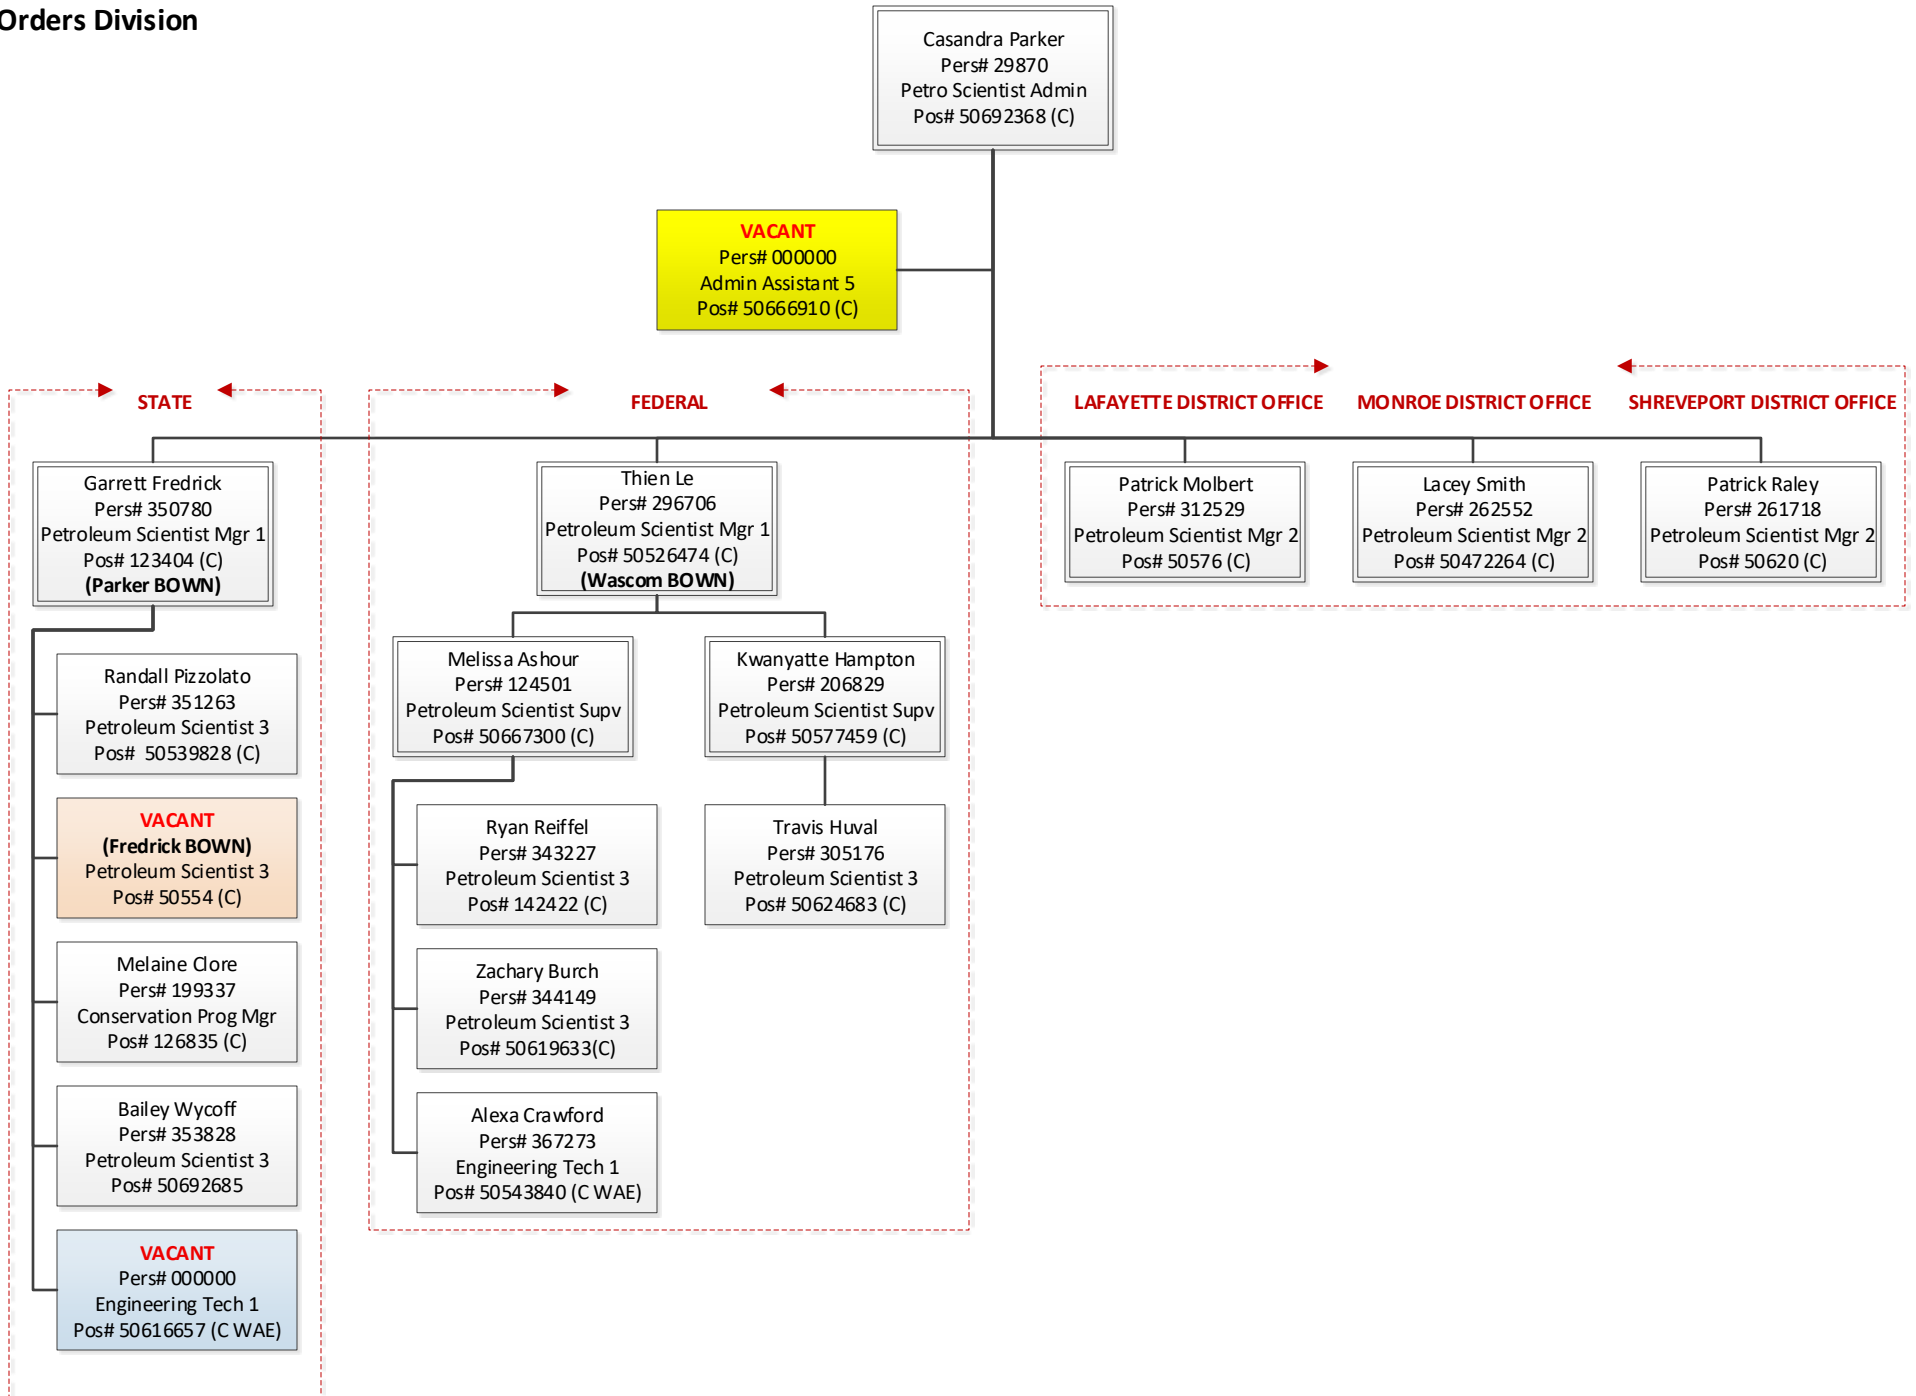 Orders Division
Casandra Parker
Pers# 29870
Petro Scientist Admin
Pos# 50692368 (C)
VACANT
Pers# 000000
Admin Assistant 5
Pos# 50666910 (C)
STATE
FEDERAL
LAFAYETTE DISTRICT OFFICE
MONROE DISTRICT OFFICE
SHREVEPORT DISTRICT OFFICE
Garrett Fredrick
Pers# 350780
Petroleum Scientist Mgr 1
Pos# 123404 (C)
(Parker BOWN)
Thien Le
Pers# 296706
Petroleum Scientist Mgr 1
Pos# 50526474 (C)
(Wascom BOWN)
Patrick Molbert
Pers# 312529
Petroleum Scientist Mgr 2
Pos# 50576 (C)
Lacey Smith
Pers# 262552
Petroleum Scientist Mgr 2
Pos# 50472264 (C)
Patrick Raley
Pers# 261718
Petroleum Scientist Mgr 2
Pos# 50620 (C)
Randall Pizzolato
Pers# 351263
Petroleum Scientist 3
Pos# 50539828 (C)
VACANT
(Fredrick BOWN)
Petroleum Scientist 3
Pos# 50554 (C)
Melaine Clore
Pers# 199337
Conservation Prog Mgr
Pos# 126835 (C)
Bailey Wycoff
Pers# 353828
Petroleum Scientist 3
Pos# 50692685
VACANT
Pers# 000000
Engineering Tech 1
Pos# 50616657 (C WAE)
Melissa Ashour
Pers# 124501
Petroleum Scientist Supv
Pos# 50667300 (C)
Kwanyatte Hampton
Pers# 206829
Petroleum Scientist Supv
Pos# 50577459 (C)
Ryan Reiffel
Pers# 343227
Petroleum Scientist 3
Pos# 142422 (C)
Zachary Burch
Pers# 344149
Petroleum Scientist 3
Pos# 50619633(C)
Alexa Crawford
Pers# 367273
Engineering Tech 1
Pos# 50543840 (C WAE)
Travis Huval
Pers# 305176
Petroleum Scientist 3
Pos# 50624683 (C)